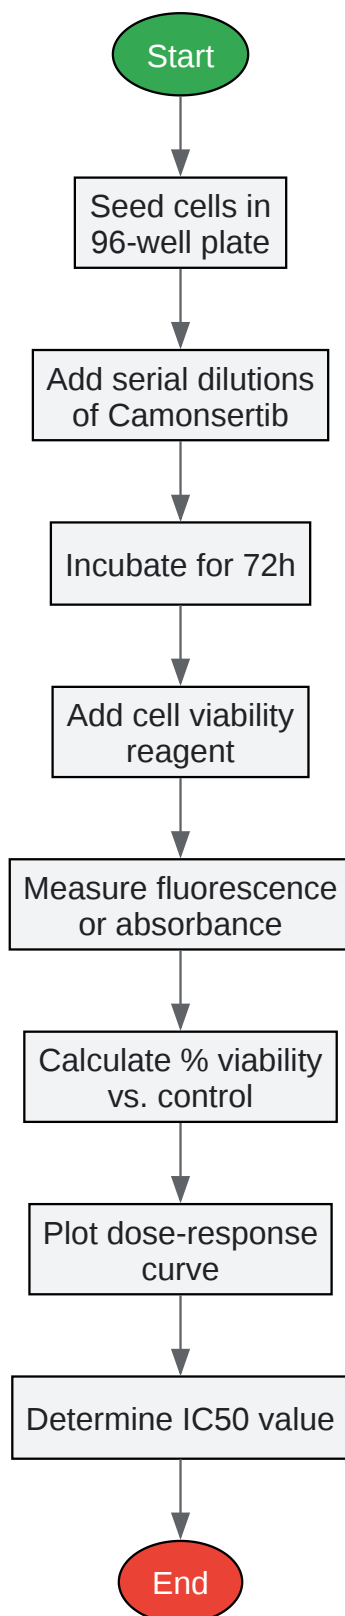 Start
Seed cells in
96-well plate
Add serial dilutions
of Camonsertib
Incubate for 72h
Add cell viability
reagent
Measure fluorescence
or absorbance
Calculate % viability
vs. control
Plot dose-response
curve
Determine IC50 value
End